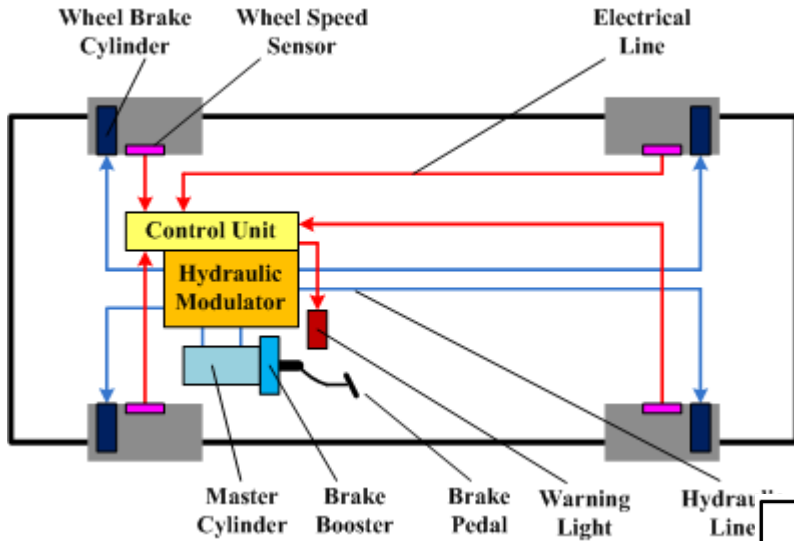 Wheel Brake
Cylinder
Wheel Speed
Sensor
Electrical
Line
Control Unit
Hydraulic
Modulator
Master
Cylinder
Brake
Booster
Brake
Pedal
Warning
Light
Line